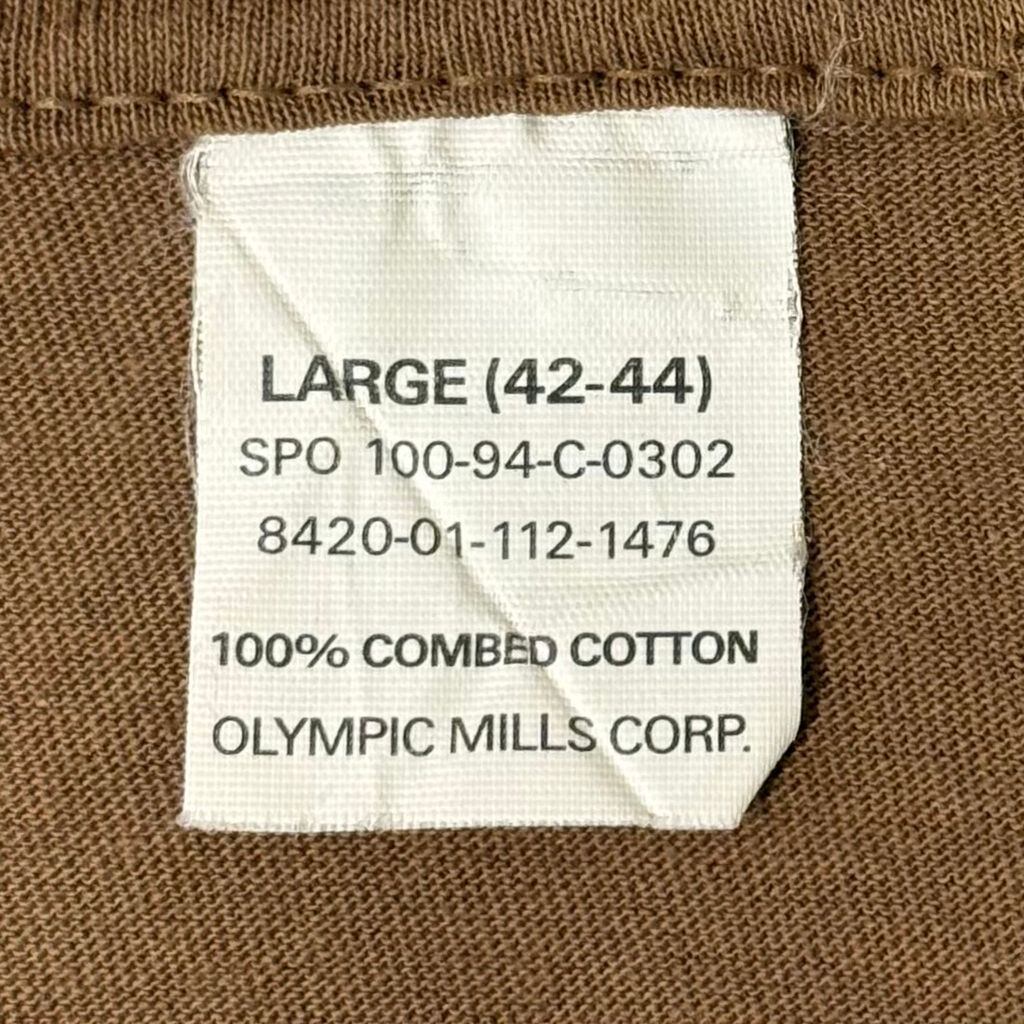 LARGE (42-44)
SPO 100-94-C-0302
8420-01-112-1476
100% COMBED COTTON
OLYMPIC MILLS CORP.